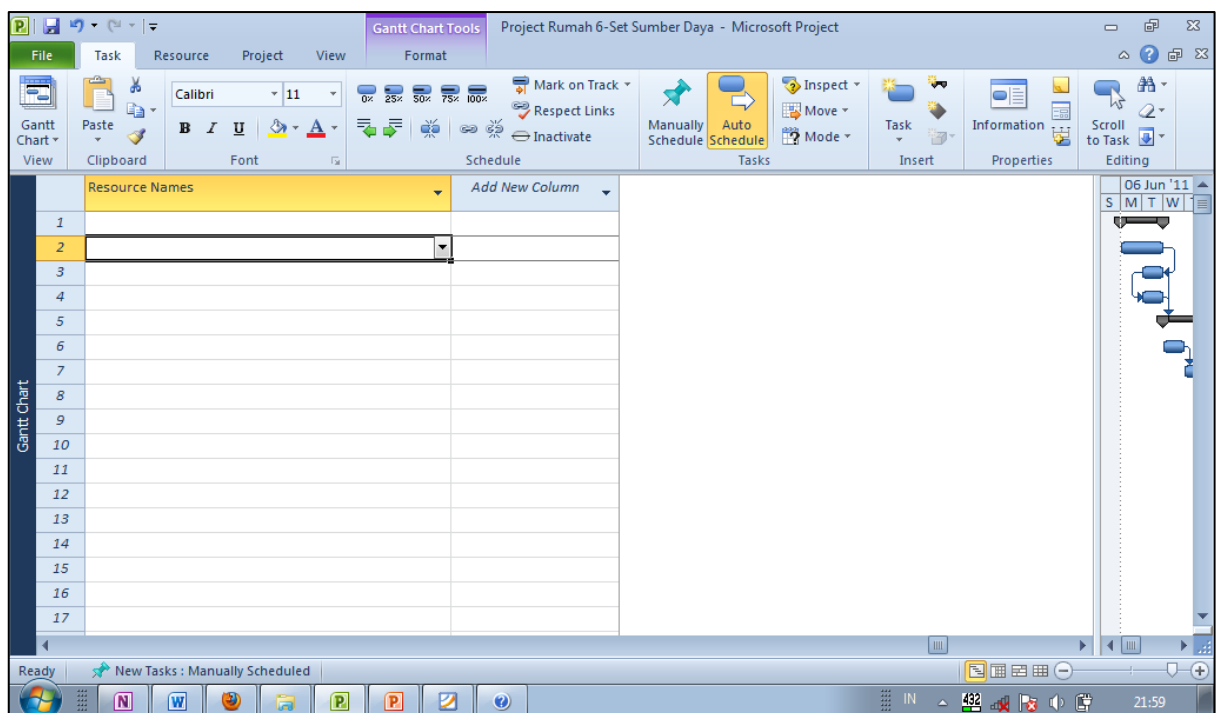 Gantt Chart Tools Project Rumah 6-Set Sumber Daya - Microsoft Project
File Task Resource Project View Format
Calibri 11
0% 25% 50% 75% 100%
Mark on Track
Respect Links
Inactivate
Inspect
Move
Mode
Gantt Chart
Paste
B I U A
Manually Schedule
Auto Schedule
Task
Information
Scroll to Task
View Clipboard Font Schedule Tasks Insert Properties Editing
Resource Names Add New Column 06 Jun '11
S M T W T
1
2
3
4
5
6
7
8
9
10
11
12
13
14
15
16
17
Gantt Chart
Ready New Tasks : Manually Scheduled
IN 21:59